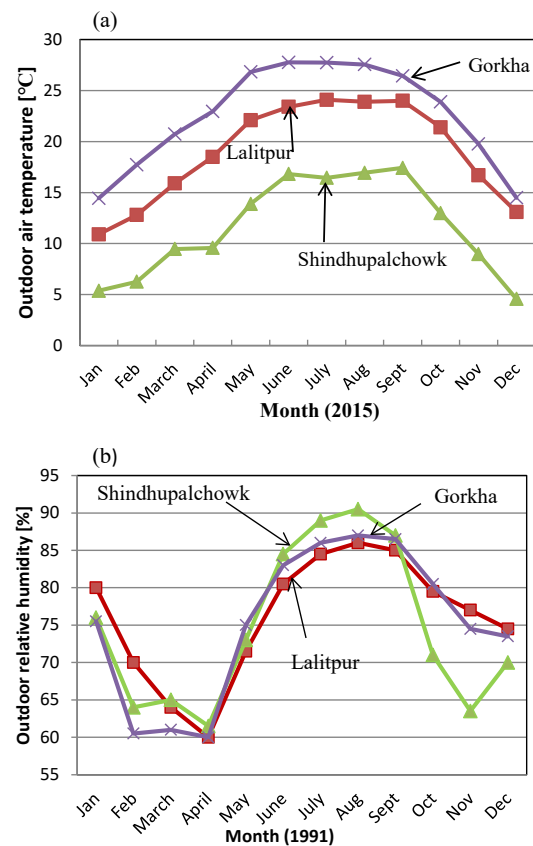 (a)
Outdoor air temperature [°C]
30
25
20
15
10
5
0
Gorkha
Lalitpur
Shindhupalchowk
Jan
Feb
March
April
May
June
July
Aug
Sept
Oct
Nov
Dec
Month (2015)
(b)
Outdoor relative humidity [%]
95
90
85
80
75
70
65
60
55
Shindhupalchowk
Gorkha
Lalitpur
Jan
Feb
March
April
May
June
July
Aug
Sept
Oct
Nov
Dec
Month (1991)